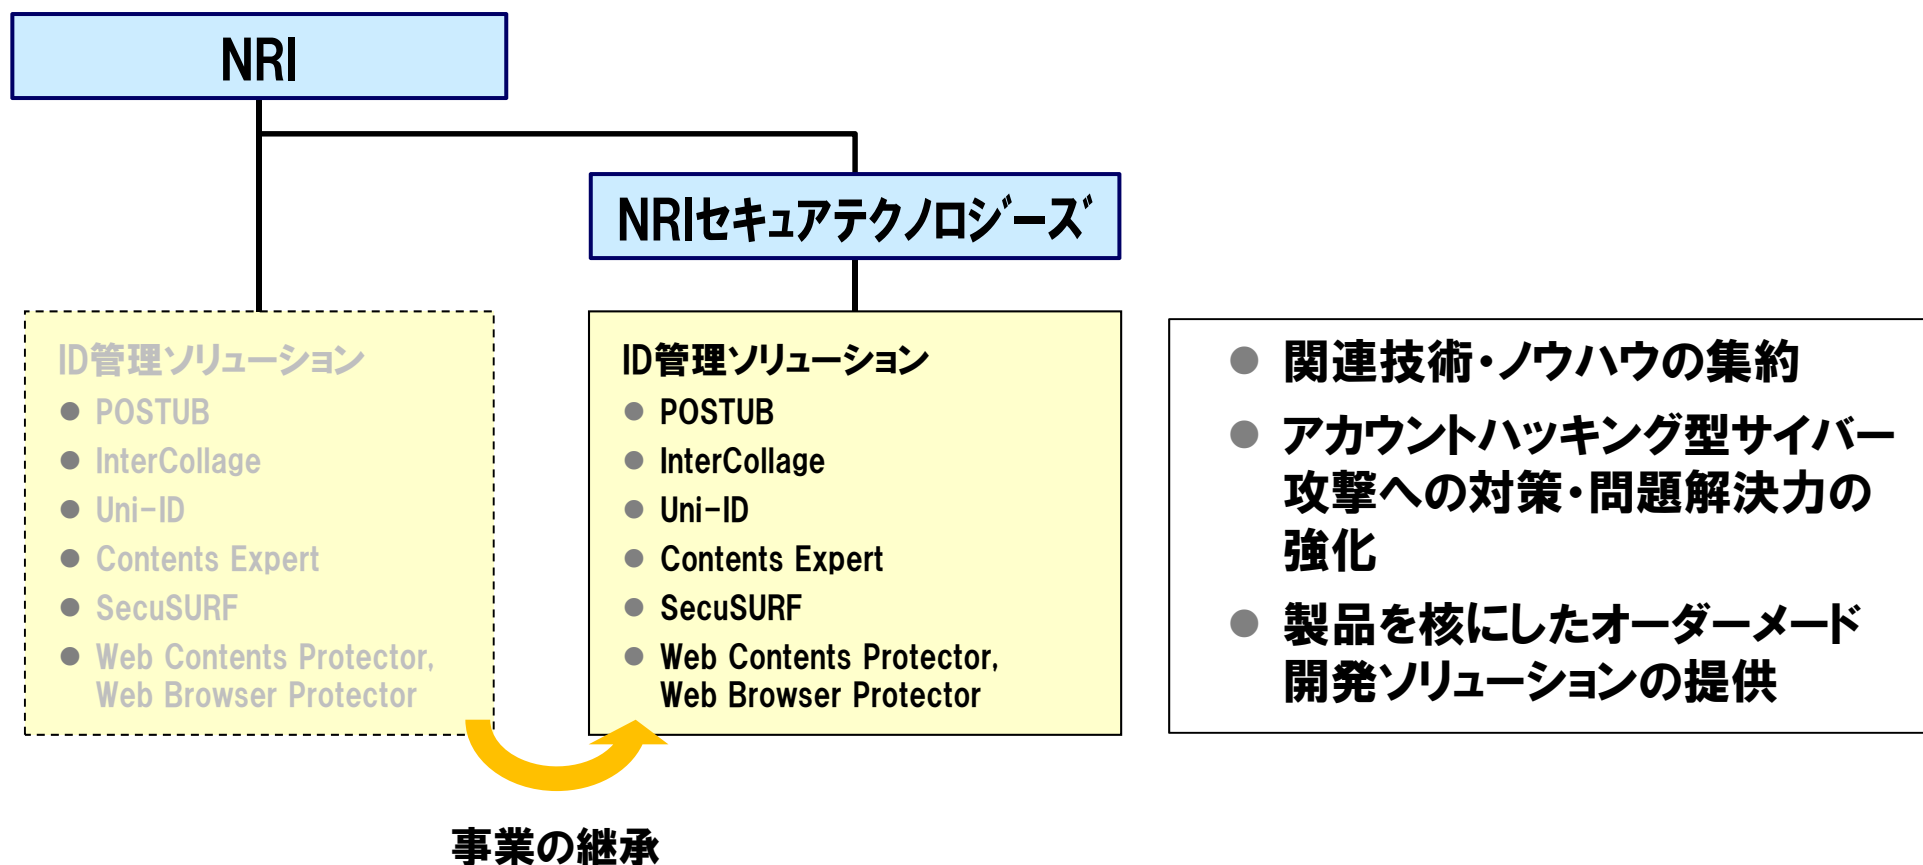 NRI
NRIセキュアテクノロジーズ
ID管理ソリューション
● POSTUB
● InterCollage
● Uni-ID
● Contents Expert
● SecuSURF
● Web Contents Protector,
Web Browser Protector
ID管理ソリューション
● POSTUB
● InterCollage
● Uni-ID
● Contents Expert
● SecuSURF
● Web Contents Protector,
Web Browser Protector
● 関連技術・ノウハウの集約
● アカウントハッキング型サイバー
攻撃への対策・問題解決力の
強化
● 製品を核にしたオーダーメード
開発ソリューションの提供
事業の継承